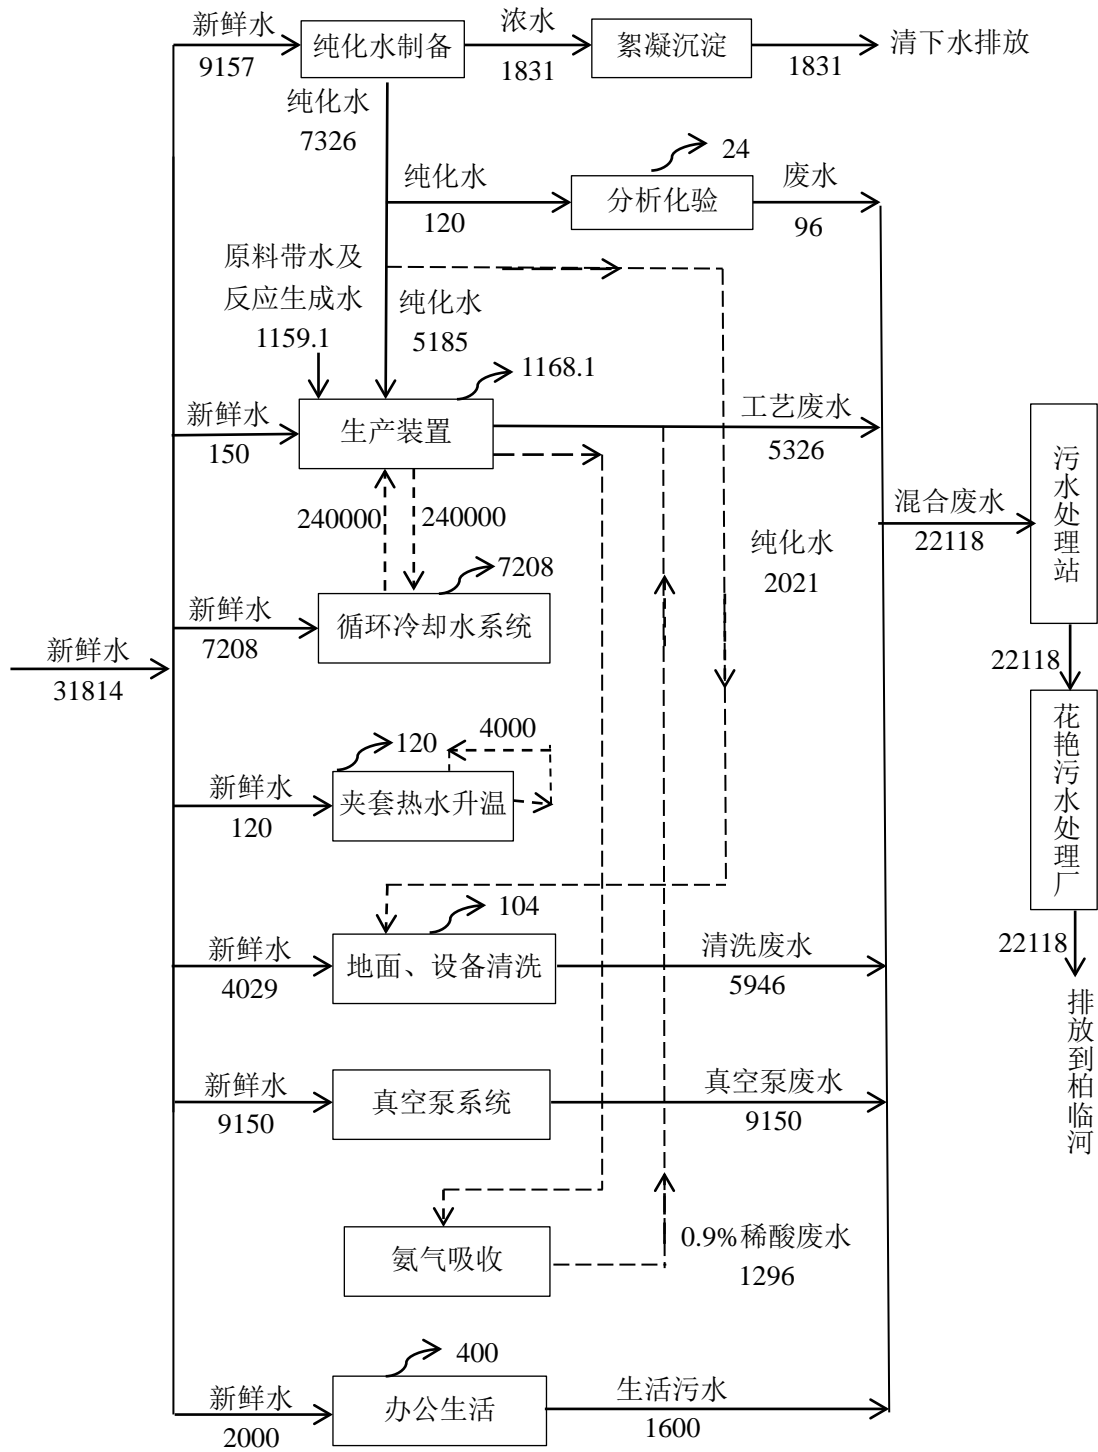 新鲜水
9157
纯化水制备
浓水
1831
絮凝沉淀
1831
清下水排放
纯化水
7326
纯化水
120
24
分析化验
废水
96
原料带水及
反应生成水
1159.1
纯化水
5185
1168.1
新鲜水
150
生产装置
工艺废水
5326
240000
240000
纯化水
2021
混合废水
22118
污水处理站
新鲜水
7208
7208
循环冷却水系统
新鲜水
31814
22118
花艳污水处理厂
22118
排放到柏临河
新鲜水
120
120
4000
夹套热水升温
新鲜水
4029
104
地面、设备清洗
清洗废水
5946
新鲜水
9150
真空泵系统
真空泵废水
9150
氨气吸收
0.9%稀酸废水
1296
新鲜水
2000
400
办公生活
生活污水
1600